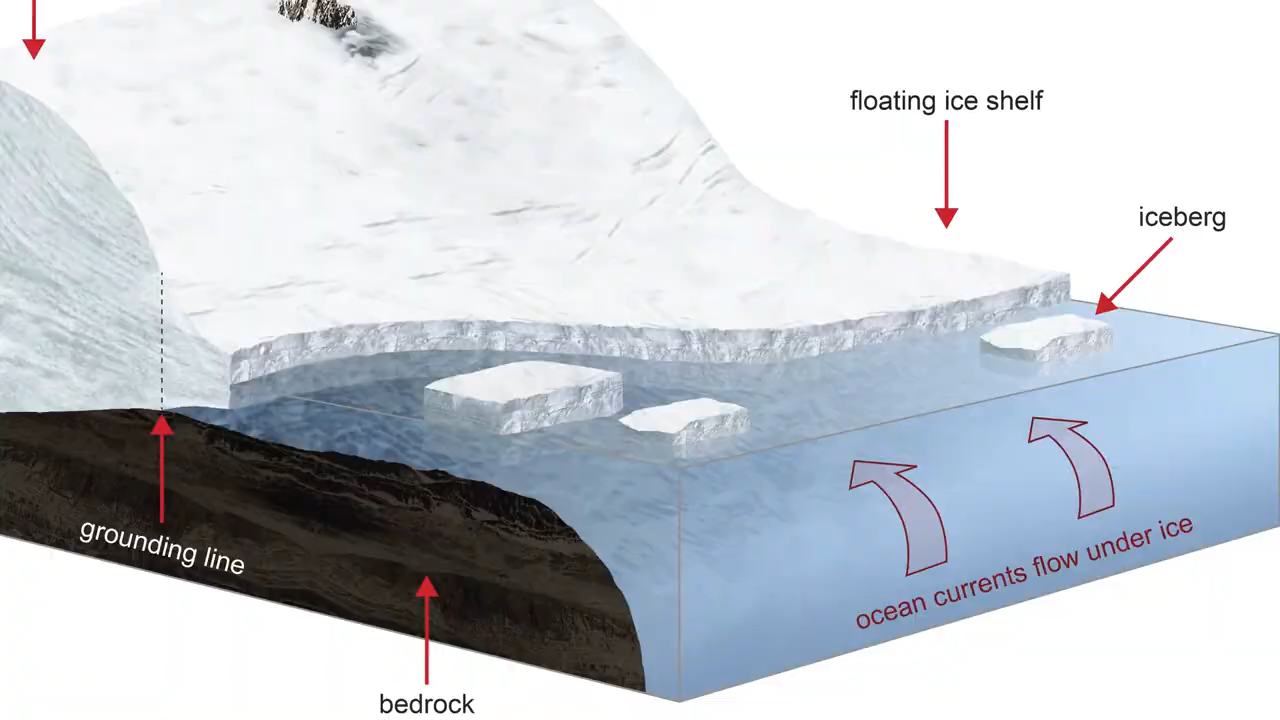 floating ice shelf
iceberg
grounding line
ocean currents flow under ice
bedrock